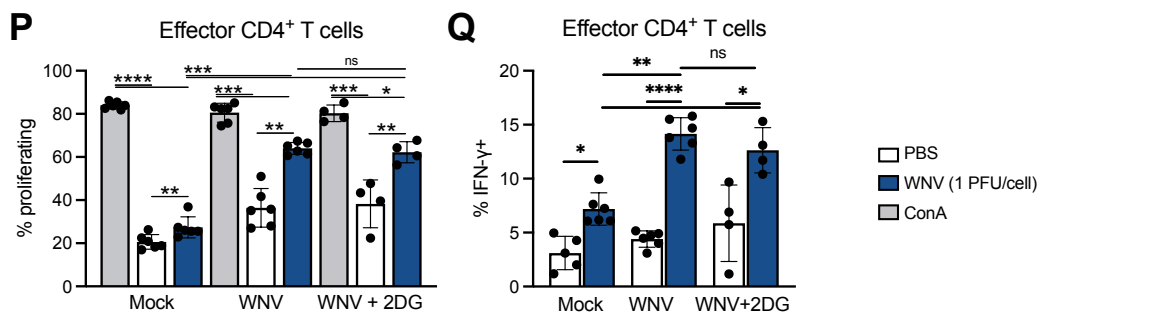 P
Effector CD4+ T cells
% proliferating
100
80
60
40
20
0
****
**
***
***
**
ns
***
*
**
Mock
WNV
WNV + 2DG
Q
Effector CD4+ T cells
% IFN-γ+
20
15
10
5
0
*
**
****
ns
*
Mock
WNV
WNV+2DG
PBS
WNV (1 PFU/cell)
ConA